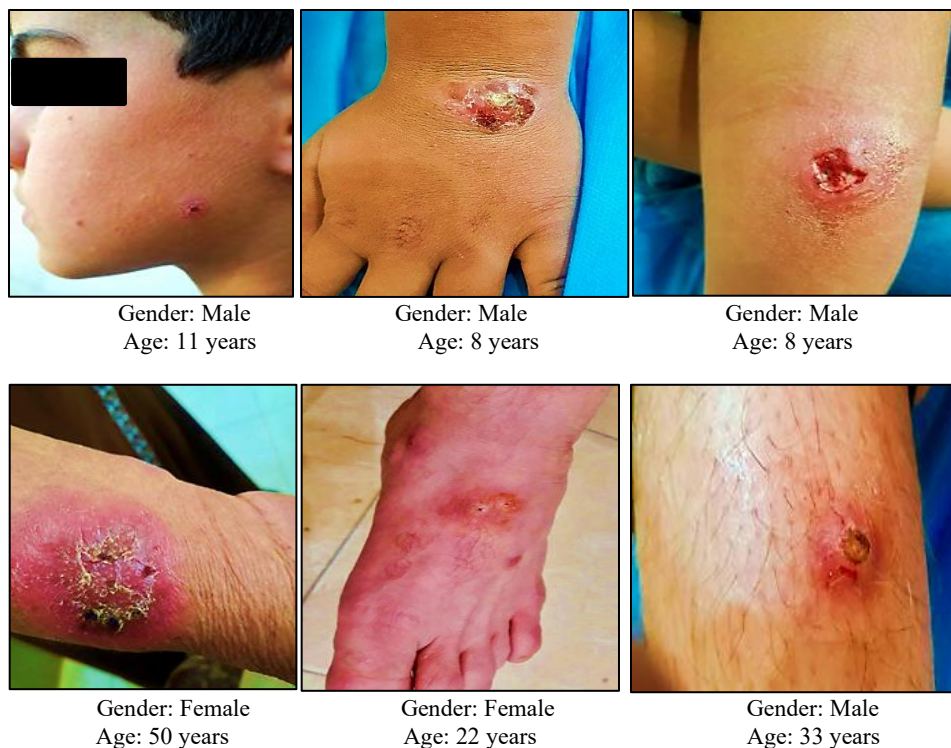 Gender: Male
Age: 11 years
Gender: Male
Age: 8 years
Gender: Male
Age: 8 years
Gender: Female
Age: 50 years
Gender: Female
Age: 22 years
Gender: Male
Age: 33 years